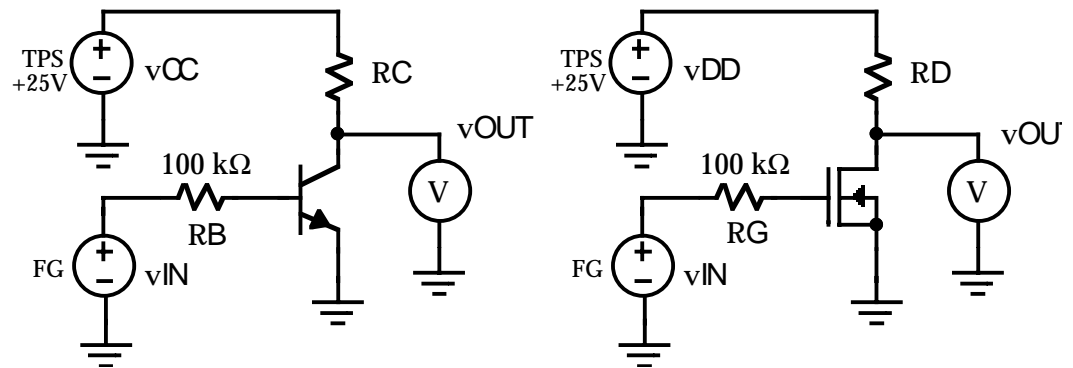 TPS
+25V
+
−
vCC
RC
vOUT
100 kΩ
RB
V
FG
+
−
vIN
TPS
+25V
+
−
vDD
RD
vOU
100 kΩ
RG
V
FG
+
−
vIN